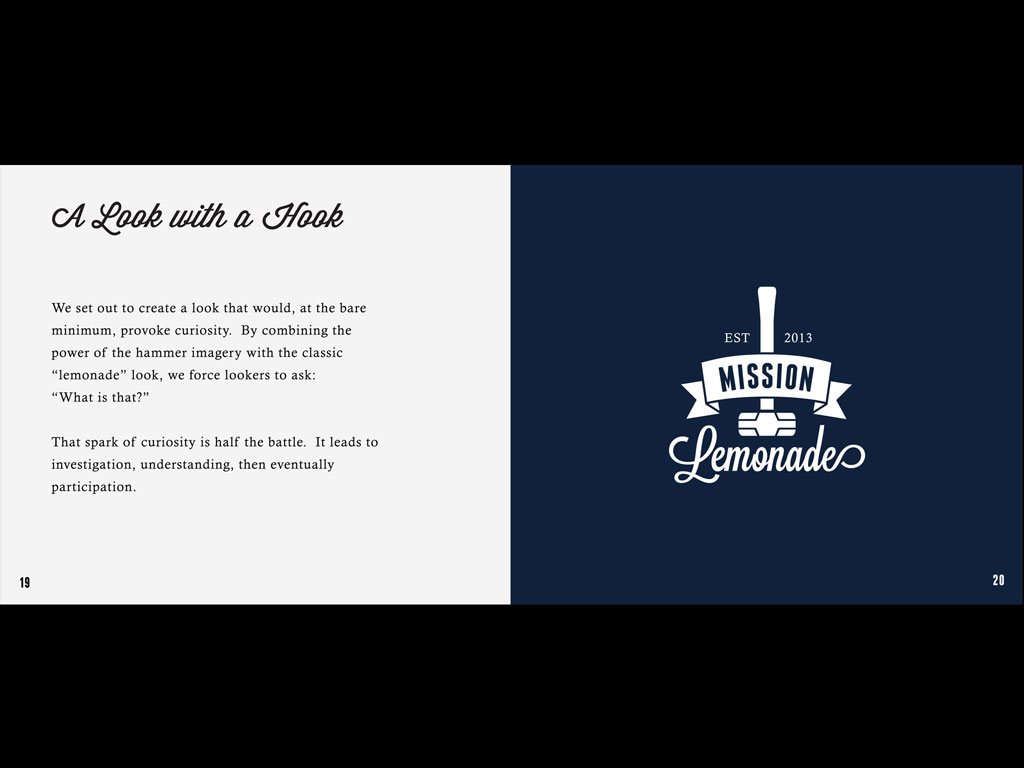 A Look with a Hook
We set out to create a look that would, at the bare
minimum, provoke curiosity.  By combining the
power of the hammer imagery with the classic
“lemonade” look, we force lookers to ask:
“What is that?”
That spark of curiosity is half the battle.  It leads to
investigation, understanding, then eventually
participation.
19
EST 2013
MISSION
Lemonade
20